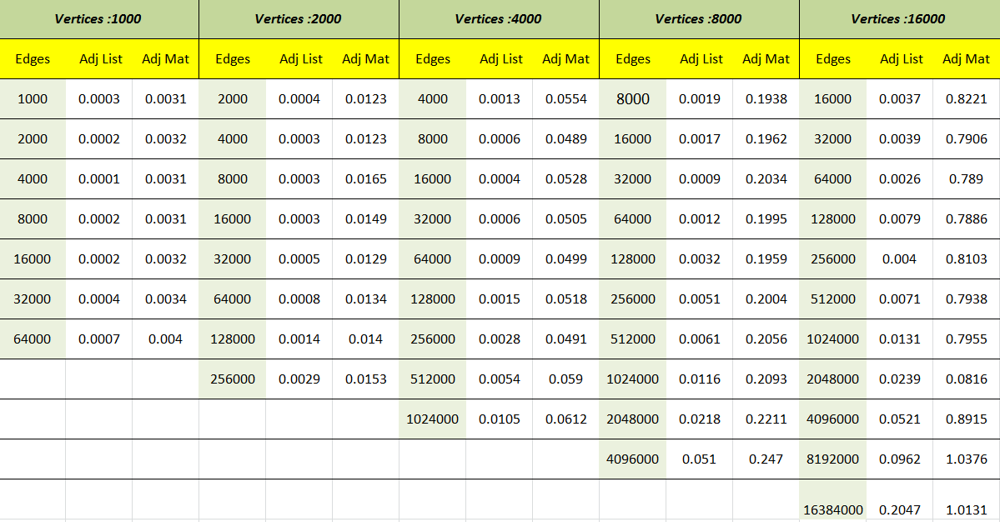 Vertices :1000 Vertices :2000 Vertices :4000 Vertices :8000 Vertices :16000
Edges Adj List Adj Mat Edges Adj List Adj Mat Edges Adj List Adj Mat Edges Adj List Adj Mat Edges Adj List Adj Mat
1000 0.0003 0.0031 2000 0.0004 0.0123 4000 0.0013 0.0554 8000 0.0019 0.1938 16000 0.0037 0.8221
2000 0.0002 0.0032 4000 0.0003 0.0123 8000 0.0006 0.0489 16000 0.0017 0.1962 32000 0.0039 0.7906
4000 0.0001 0.0031 8000 0.0003 0.0165 16000 0.0004 0.0528 32000 0.0009 0.2034 64000 0.0026 0.789
8000 0.0002 0.0031 16000 0.0003 0.0149 32000 0.0006 0.0505 64000 0.0012 0.1995 128000 0.0079 0.7886
16000 0.0002 0.0032 32000 0.0005 0.0129 64000 0.0009 0.0499 128000 0.0032 0.1959 256000 0.004 0.8103
32000 0.0004 0.0034 64000 0.0008 0.0134 128000 0.0015 0.0518 256000 0.0051 0.2004 512000 0.0071 0.7938
64000 0.0007 0.004 128000 0.0014 0.014 256000 0.0028 0.0491 512000 0.0061 0.2056 1024000 0.0131 0.7955
256000 0.0029 0.0153 512000 0.0054 0.059 1024000 0.0116 0.2093 2048000 0.0239 0.0816
1024000 0.0105 0.0612 2048000 0.0218 0.2211 4096000 0.0521 0.8915
4096000 0.051 0.247 8192000 0.0962 1.0376
16384000 0.2047 1.0131